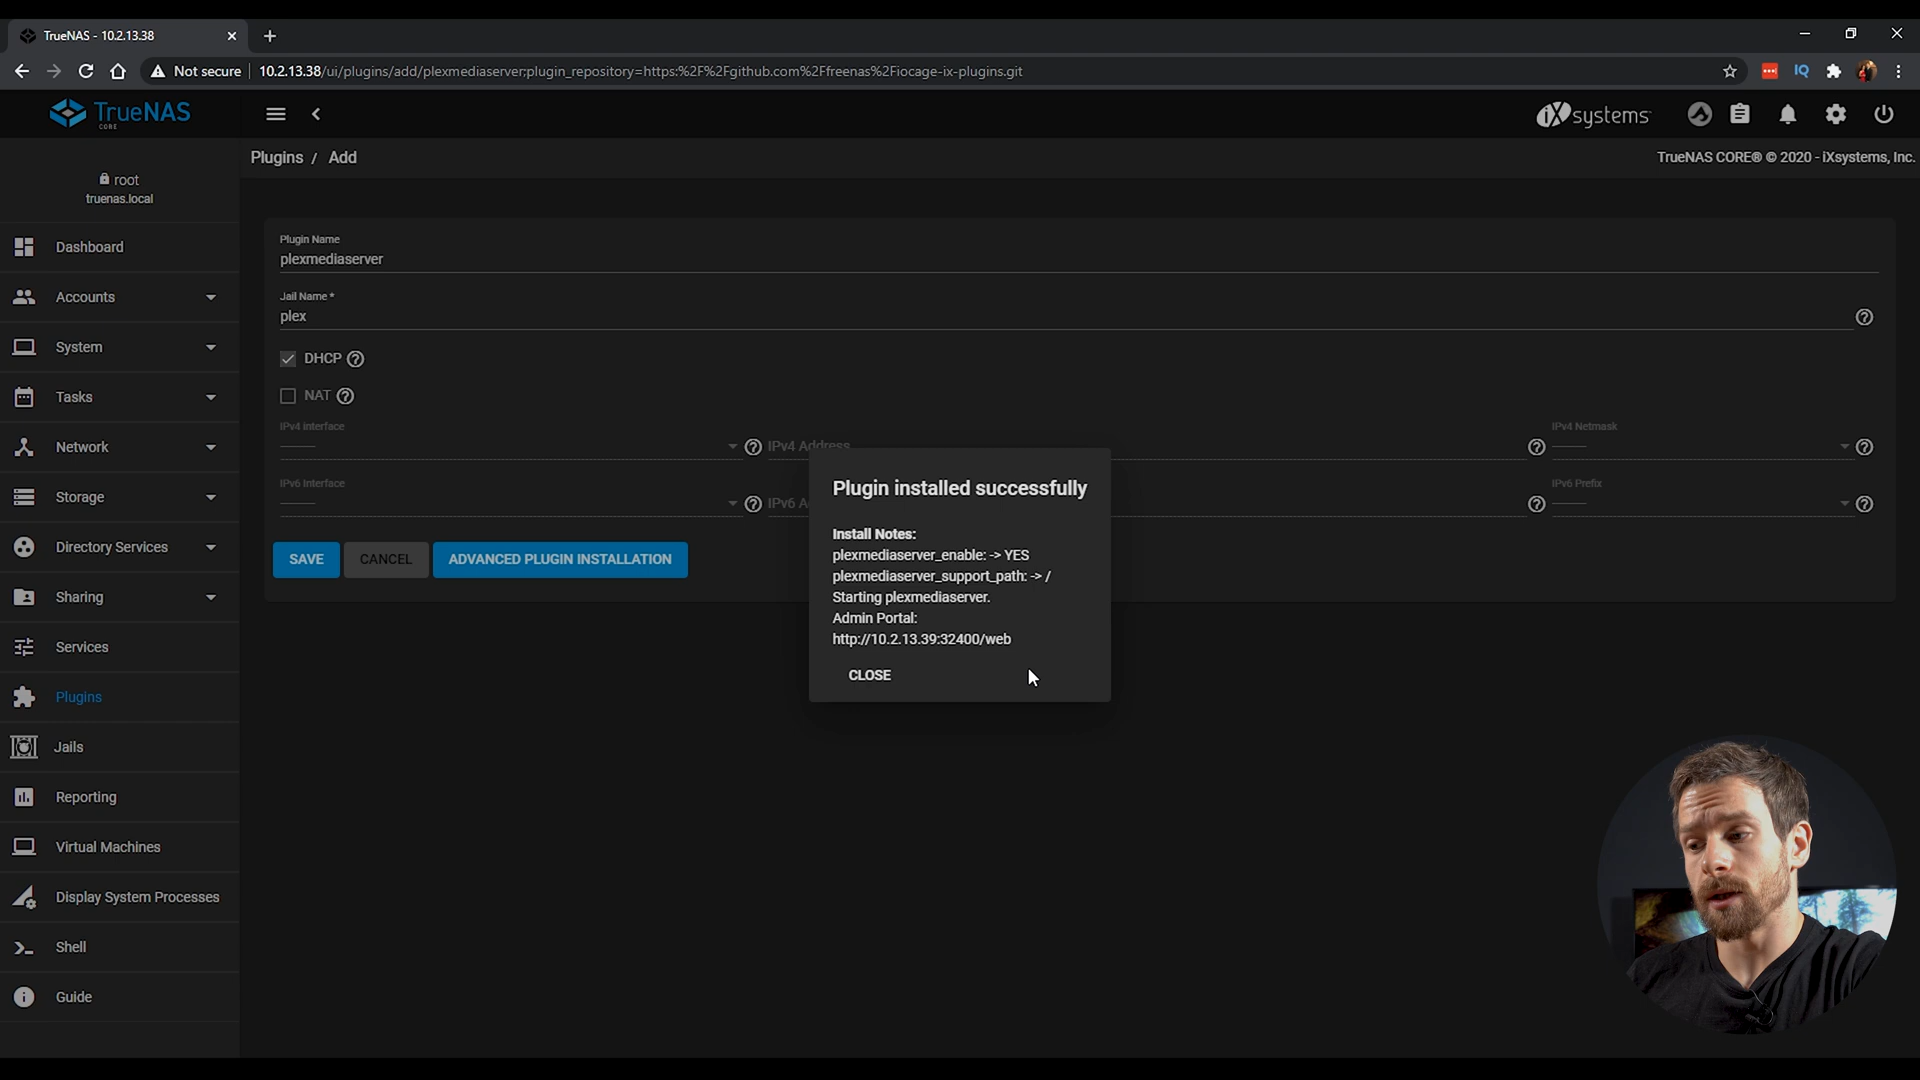 TrueNAS - 10.2.13.38
Not secure
10.2.13.38/ui/plugins/add/plexmediaserver;plugin_repository=https:%2F%2Fgithub.com%2Ffreenas%2Fiocage-ix-plugins.git
IQ
TrueNAS
CORE
iXsystems
Plugins / Add
TrueNAS CORE® © 2020 - iXsystems, Inc.
root
truenas.local
Dashboard
Accounts
System
Tasks
Network
Storage
Directory Services
Sharing
Services
Plugins
Jails
Reporting
Virtual Machines
Display System Processes
Shell
Guide
Plugin Name
plexmediaserver
Jail Name *
plex
DHCP
NAT
IPv4 Interface
IPv4 Address
IPv4 Netmask
IPv6 Interface
IPv6 A
IPv6 Prefix
SAVE
CANCEL
ADVANCED PLUGIN INSTALLATION
Plugin installed successfully
Install Notes:
plexmediaserver_enable: -> YES
plexmediaserver_support_path: -> /
Starting plexmediaserver.
Admin Portal:
http://10.2.13.39:32400/web
CLOSE